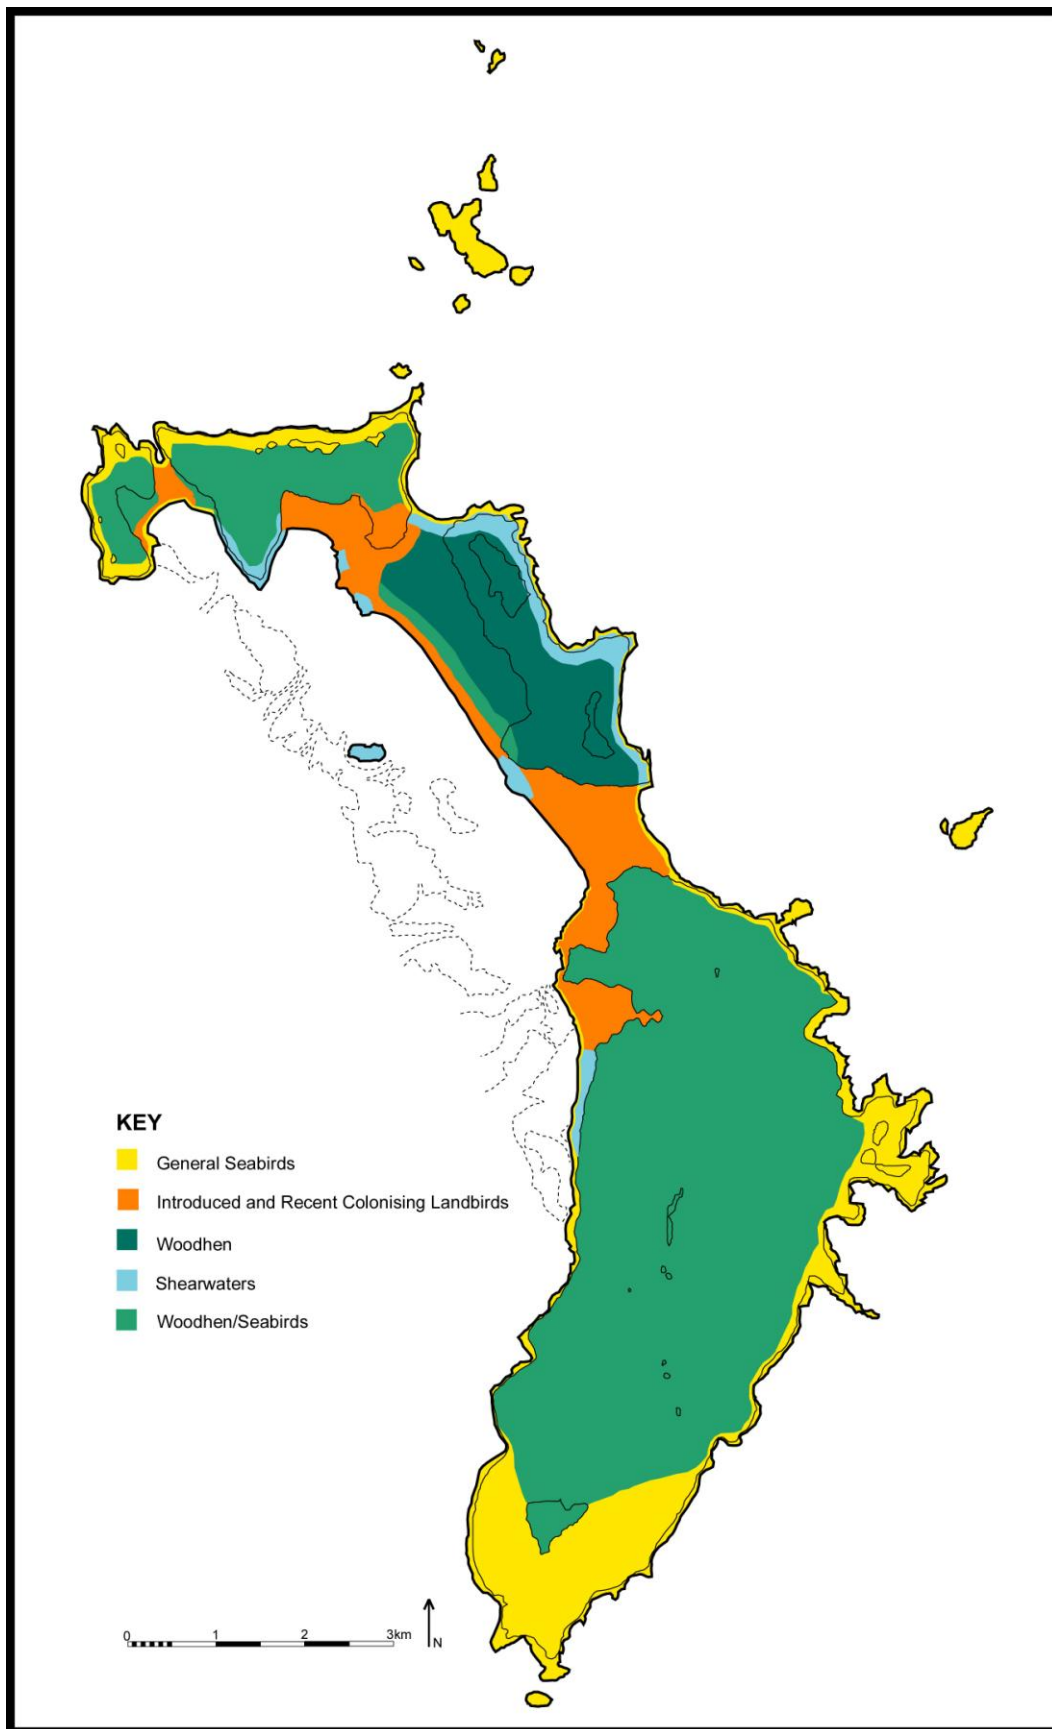 KEY
General Seabirds
Introduced and Recent Colonising Landbirds
Woodhen
Shearwaters
Woodhen/Seabirds
0 1 2 3km
N